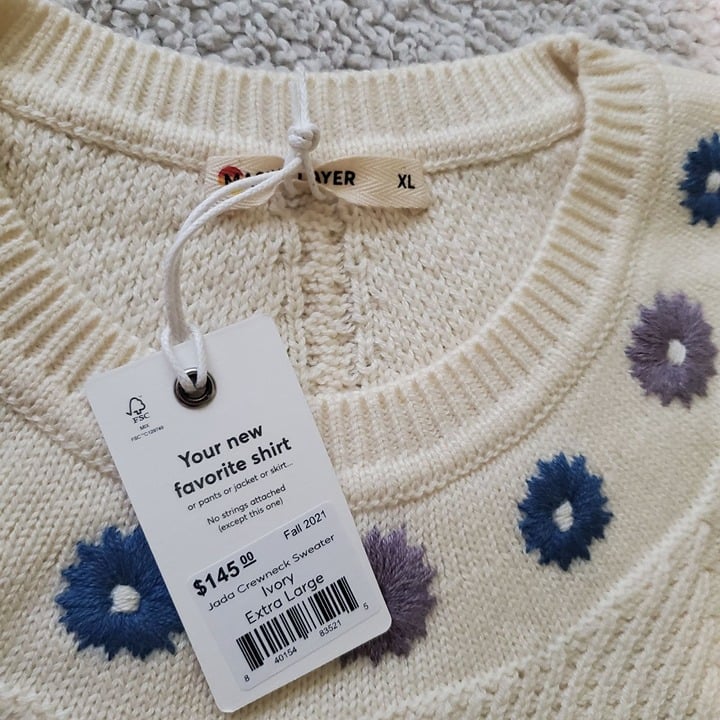 LAYER XL
FSC
MIX
Your new
favorite shirt
or pants or jacket or skirt...
No strings attached
(except this one)
Fall 2021
$145.00
Jada Crewneck Sweater
Ivory
Extra Large
8 40154 83521 5